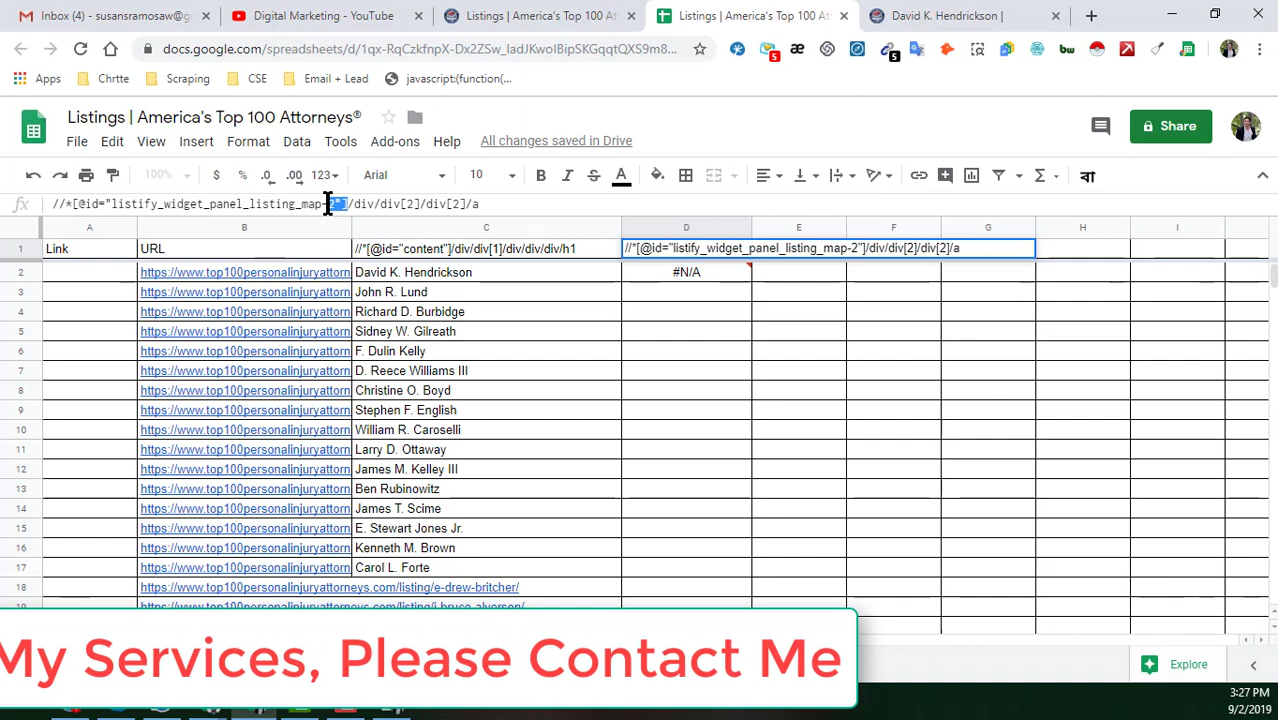 Inbox (4) - susansramosaw@g
Digital Marketing - YouTube
Listings | America's Top 100 At
Listings | America's Top 100 At
David K. Hendrickson |
docs.google.com/spreadsheets/d/1qx-RqCzkfnpX-Dx2ZSw_IadJKwolBipSKGqqtQXS9m8...
5
5
Apps
Chrtte
Scraping
CSE
Email + Lead
javascript:(function(...
Listings | America's Top 100 Attorneys®
File Edit View Insert Format Data Tools Add-ons Help All changes saved in Drive
Share
100% $ % .0 .00 123 Arial 10 B I S A Σ বা
fx //*[@id="listify_widget_panel_listing_map-2"]/div/div[2]/div[2]/a
A B C D E F G H I
1 Link URL //*[@id="content"]/div/div[1]/div/div/div/h1 //*[@id="listify_widget_panel_listing_map-2"]/div/div[2]/div[2]/a
2 https://www.top100personalinjuryattorn David K. Hendrickson #N/A
3 https://www.top100personalinjuryattorn John R. Lund
4 https://www.top100personalinjuryattorn Richard D. Burbidge
5 https://www.top100personalinjuryattorn Sidney W. Gilreath
6 https://www.top100personalinjuryattorn F. Dulin Kelly
7 https://www.top100personalinjuryattorn D. Reece Williams III
8 https://www.top100personalinjuryattorn Christine O. Boyd
9 https://www.top100personalinjuryattorn Stephen F. English
10 https://www.top100personalinjuryattorn William R. Caroselli
11 https://www.top100personalinjuryattorn Larry D. Ottaway
12 https://www.top100personalinjuryattorn James M. Kelley III
13 https://www.top100personalinjuryattorn Ben Rubinowitz
14 https://www.top100personalinjuryattorn James T. Scime
15 https://www.top100personalinjuryattorn E. Stewart Jones Jr.
16 https://www.top100personalinjuryattorn Kenneth M. Brown
17 https://www.top100personalinjuryattorn Carol L. Forte
18 https://www.top100personalinjuryattorneys.com/listing/e-drew-britcher/
My Services, Please Contact Me
Explore
3:27 PM
9/2/2019